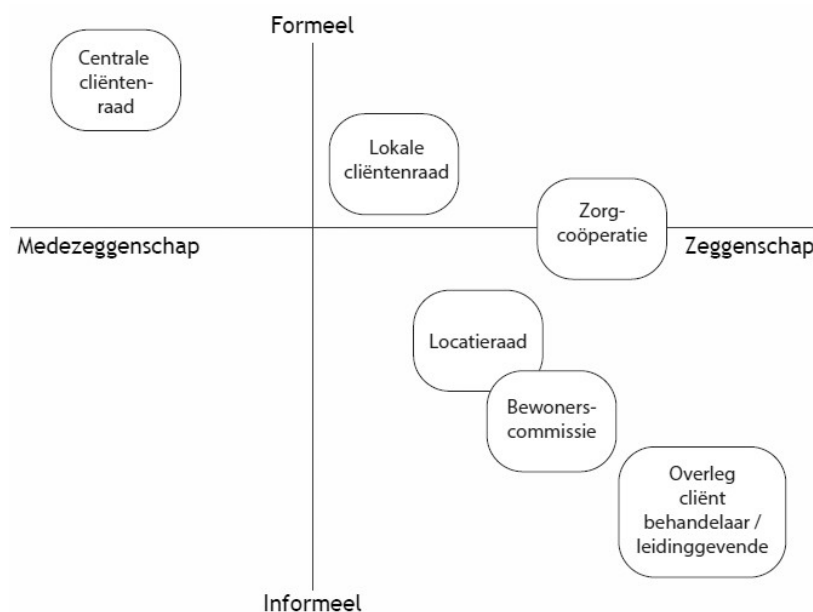 Formeel
Centrale
cliënten-
raad
Lokale
cliëntenraad
Zorg-
coöperatie
Medezeggenschap
Zeggenschap
Locatieraad
Bewoners-
commissie
Overleg
cliënt
behandelaar /
leidinggevende
Informeel